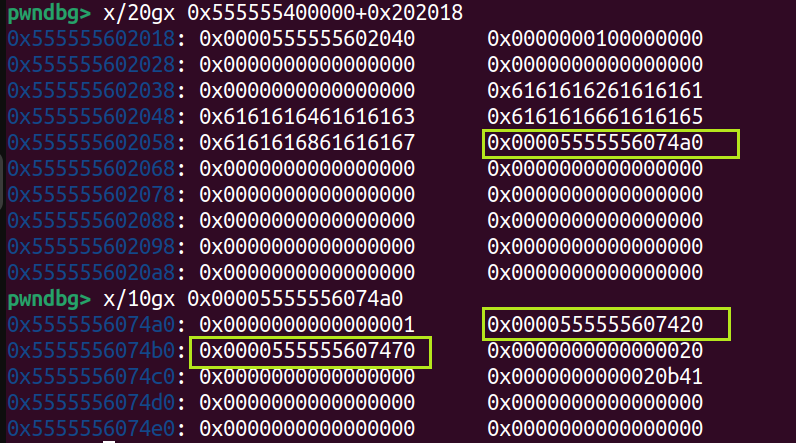 pwndbg> x/20gx 0x555555400000+0x202018
0x555555602018: 0x0000555555602040 0x0000000100000000
0x555555602028: 0x0000000000000000 0x0000000000000000
0x555555602038: 0x0000000000000000 0x6161616261616161
0x555555602048: 0x6161616461616163 0x6161616661616165
0x555555602058: 0x6161616861616167 0x00005555556074a0
0x555555602068: 0x0000000000000000 0x0000000000000000
0x555555602078: 0x0000000000000000 0x0000000000000000
0x555555602088: 0x0000000000000000 0x0000000000000000
0x555555602098: 0x0000000000000000 0x0000000000000000
0x5555556020a8: 0x0000000000000000 0x0000000000000000
pwndbg> x/10gx 0x00005555556074a0
0x5555556074a0: 0x0000000000000001 0x0000555555607420
0x5555556074b0: 0x0000555555607470 0x0000000000000020
0x5555556074c0: 0x0000000000000000 0x0000000000020b41
0x5555556074d0: 0x0000000000000000 0x0000000000000000
0x5555556074e0: 0x0000000000000000 0x0000000000000000